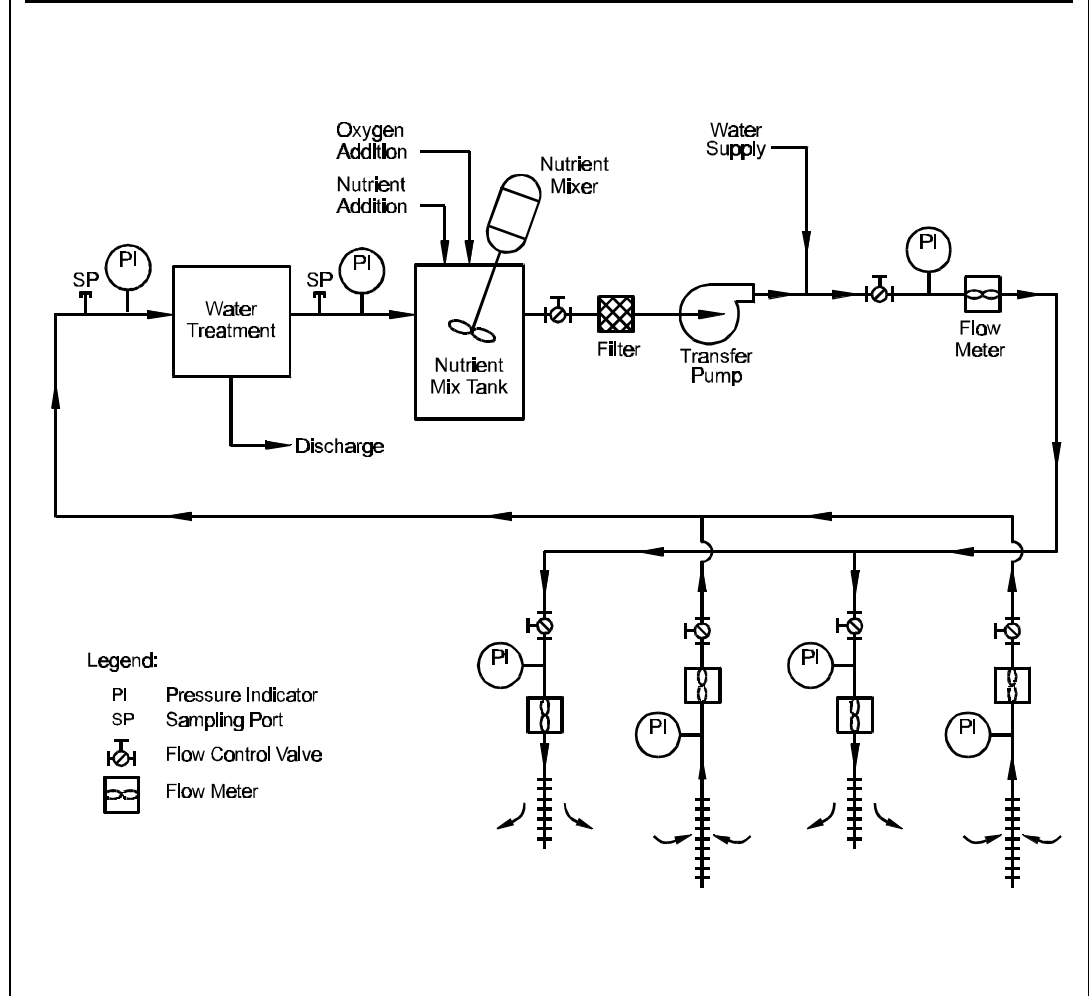 Oxygen
Addition
Nutrient
Addition
Nutrient
Mixer
Water
Supply
SP
PI
Water
Treatment
SP
PI
Nutrient
Mix Tank
Filter
Transfer
Pump
PI
Flow
Meter
Discharge
PI
PI
PI
PI
Legend:
PI Pressure Indicator
SP Sampling Port
Flow Control Valve
Flow Meter